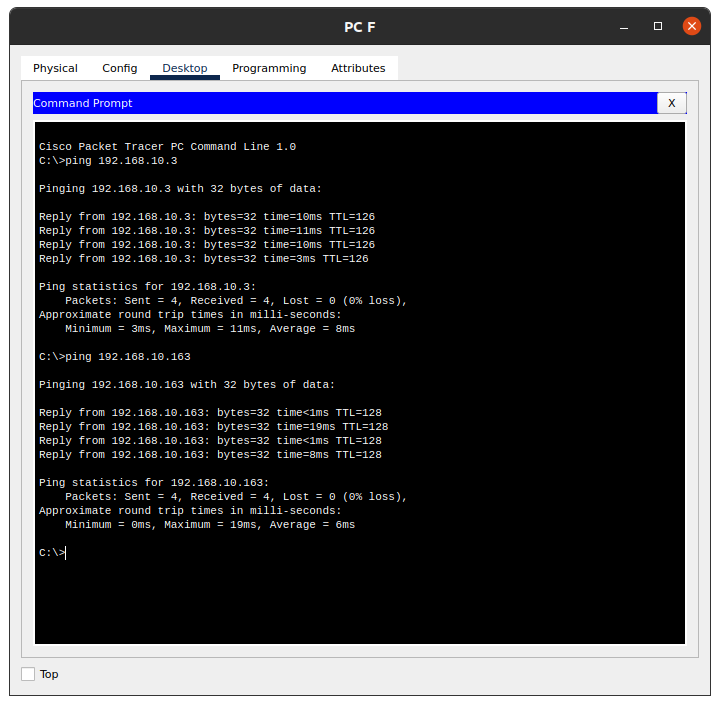 PC F
Physical Config Desktop Programming Attributes
Command Prompt X
Cisco Packet Tracer PC Command Line 1.0
C:\>ping 192.168.10.3
Pinging 192.168.10.3 with 32 bytes of data:
Reply from 192.168.10.3: bytes=32 time=10ms TTL=126
Reply from 192.168.10.3: bytes=32 time=11ms TTL=126
Reply from 192.168.10.3: bytes=32 time=10ms TTL=126
Reply from 192.168.10.3: bytes=32 time=3ms TTL=126
Ping statistics for 192.168.10.3:
    Packets: Sent = 4, Received = 4, Lost = 0 (0% loss),
Approximate round trip times in milli-seconds:
    Minimum = 3ms, Maximum = 11ms, Average = 8ms
C:\>ping 192.168.10.163
Pinging 192.168.10.163 with 32 bytes of data:
Reply from 192.168.10.163: bytes=32 time<1ms TTL=128
Reply from 192.168.10.163: bytes=32 time=19ms TTL=128
Reply from 192.168.10.163: bytes=32 time<1ms TTL=128
Reply from 192.168.10.163: bytes=32 time=8ms TTL=128
Ping statistics for 192.168.10.163:
    Packets: Sent = 4, Received = 4, Lost = 0 (0% loss),
Approximate round trip times in milli-seconds:
    Minimum = 0ms, Maximum = 19ms, Average = 6ms
C:\>
Top